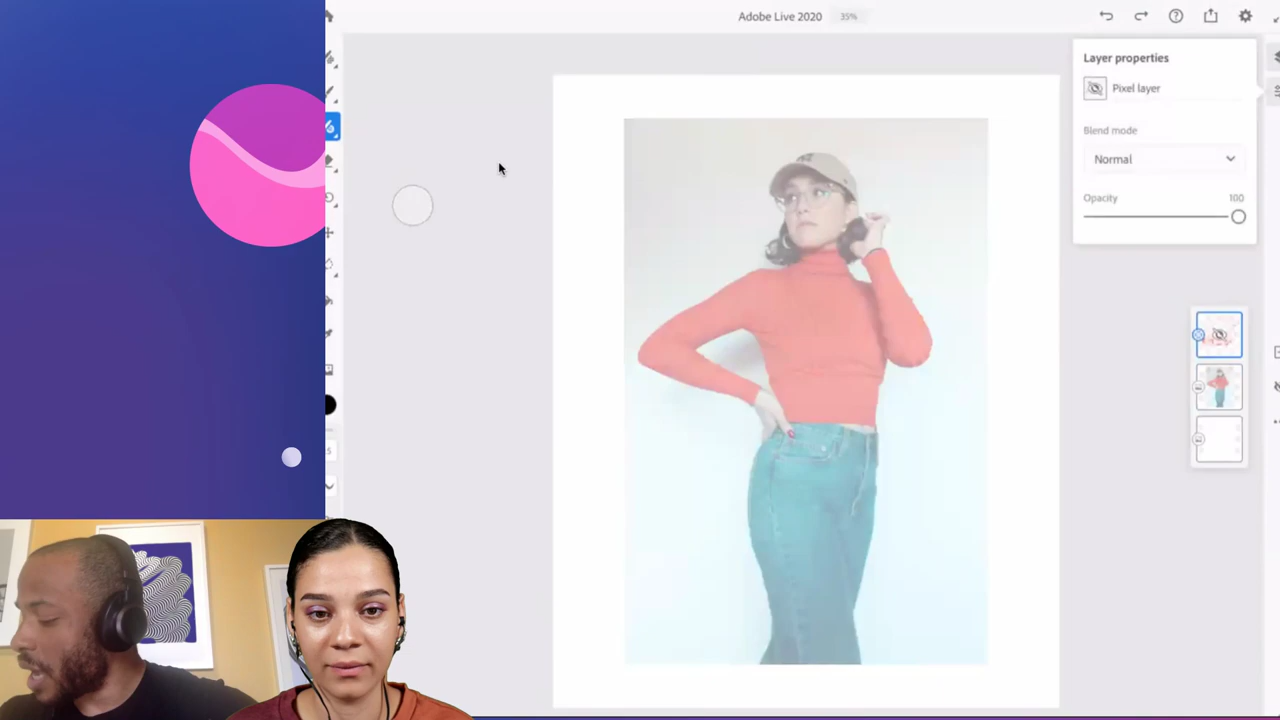 Adobe Live 2020
35%
Layer properties
Pixel layer
Blend mode
Normal
Opacity
100